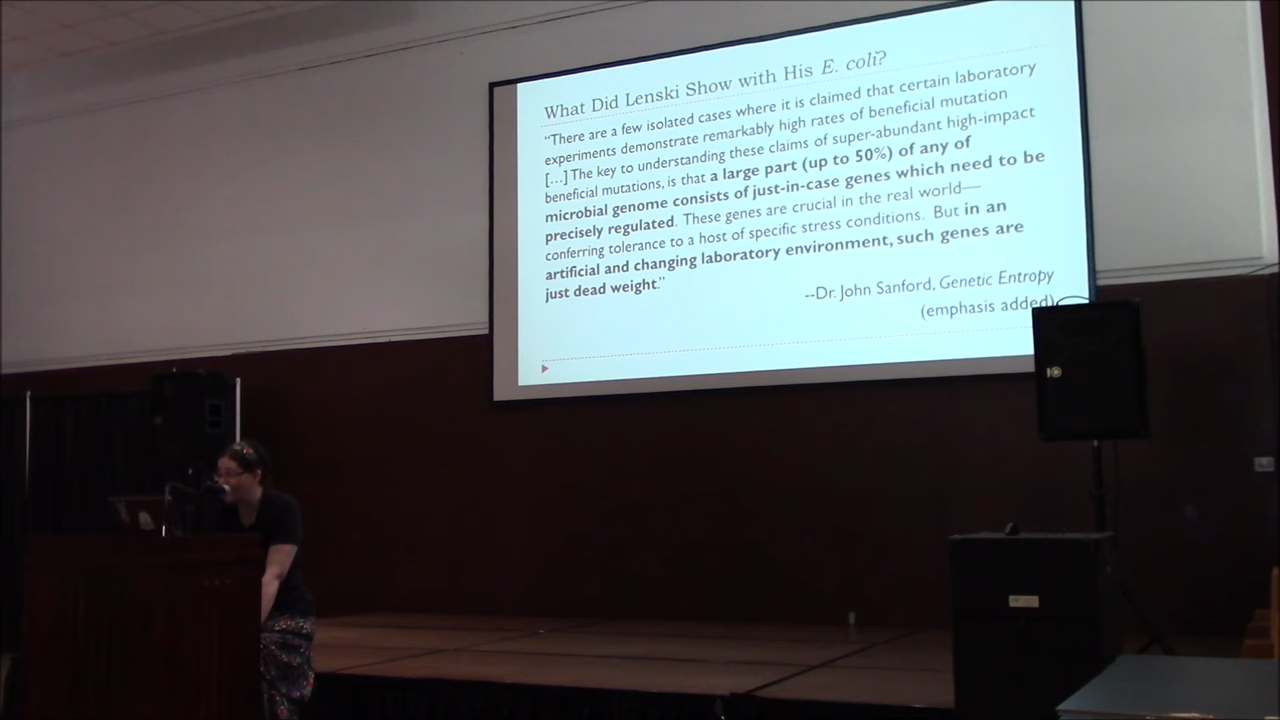 What Did Lenski Show with His E. coli?
“There are a few isolated cases where it is claimed that certain laboratory
experiments demonstrate remarkably high rates of beneficial mutation
[…] The key to understanding these claims of super-abundant high-impact
beneficial mutations, is that a large part (up to 50%) of any of
microbial genome consists of just-in-case genes which need to be
precisely regulated. These genes are crucial in the real world—
conferring tolerance to a host of specific stress conditions. But in an
artificial and changing laboratory environment, such genes are
just dead weight.”
--Dr. John Sanford, Genetic Entropy
(emphasis added)